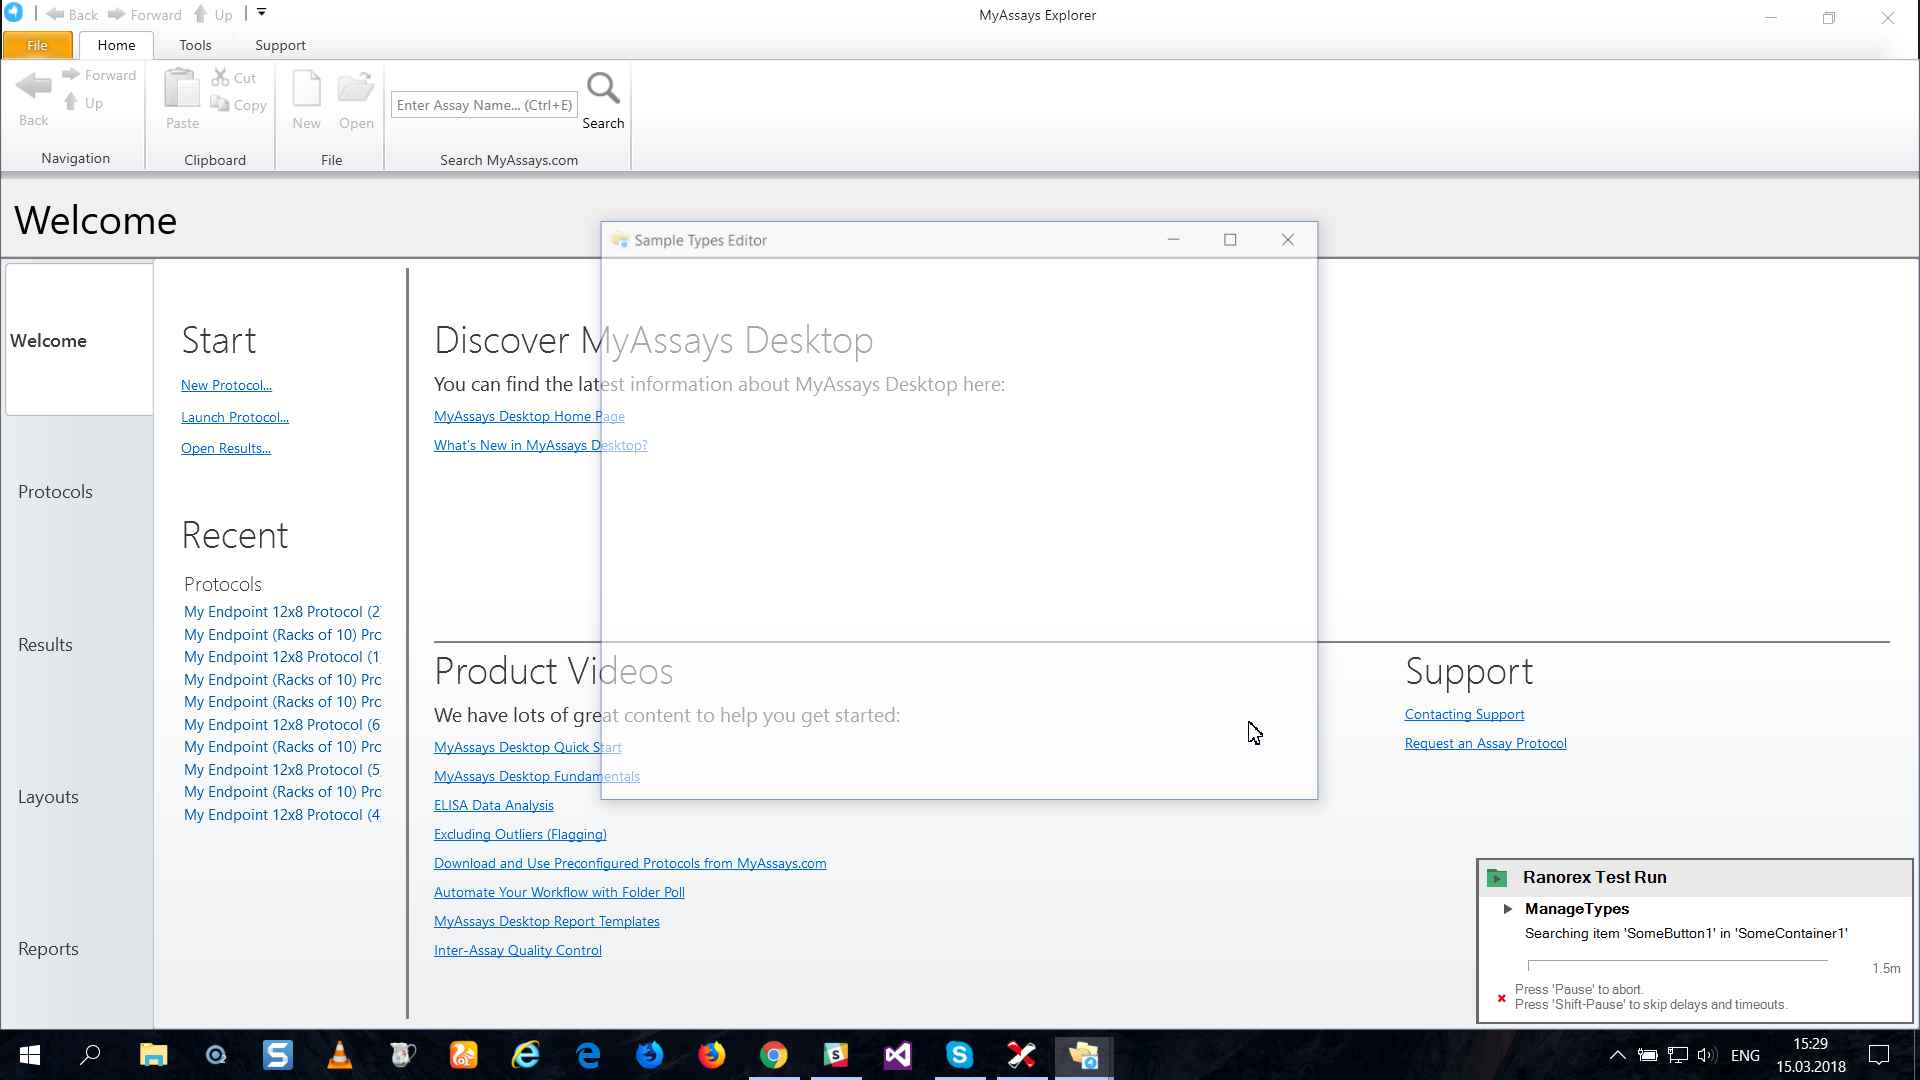 Back Forward Up
MyAssays Explorer
File Home Tools Support
Back
Forward
Up
Navigation
Paste
Cut
Copy
Clipboard
New Open
File
Enter Assay Name... (Ctrl+E)
Search
Search MyAssays.com
Welcome
Sample Types Editor
Welcome
Protocols
Results
Layouts
Reports
Start
New Protocol...
Launch Protocol...
Open Results...
Recent
Protocols
My Endpoint 12x8 Protocol (2
My Endpoint (Racks of 10) Pro
My Endpoint 12x8 Protocol (1
My Endpoint (Racks of 10) Pro
My Endpoint (Racks of 10) Pro
My Endpoint 12x8 Protocol (6
My Endpoint (Racks of 10) Pro
My Endpoint 12x8 Protocol (5
My Endpoint (Racks of 10) Pro
My Endpoint 12x8 Protocol (4
Discover MyAssays Desktop
You can find the latest information about MyAssays Desktop here:
MyAssays Desktop Home Page
What's New in MyAssays Desktop?
Product Videos
We have lots of great content to help you get started:
MyAssays Desktop Quick Start
MyAssays Desktop Fundamentals
ELISA Data Analysis
Excluding Outliers (Flagging)
Download and Use Preconfigured Protocols from MyAssays.com
Automate Your Workflow with Folder Poll
MyAssays Desktop Report Templates
Inter-Assay Quality Control
Support
Contacting Support
Request an Assay Protocol
Ranorex Test Run
ManageTypes
Searching item 'SomeButton1' in 'SomeContainer1'
1.5m
Press 'Pause' to abort.
Press 'Shift-Pause' to skip delays and timeouts.
ENG
15:29
15.03.2018